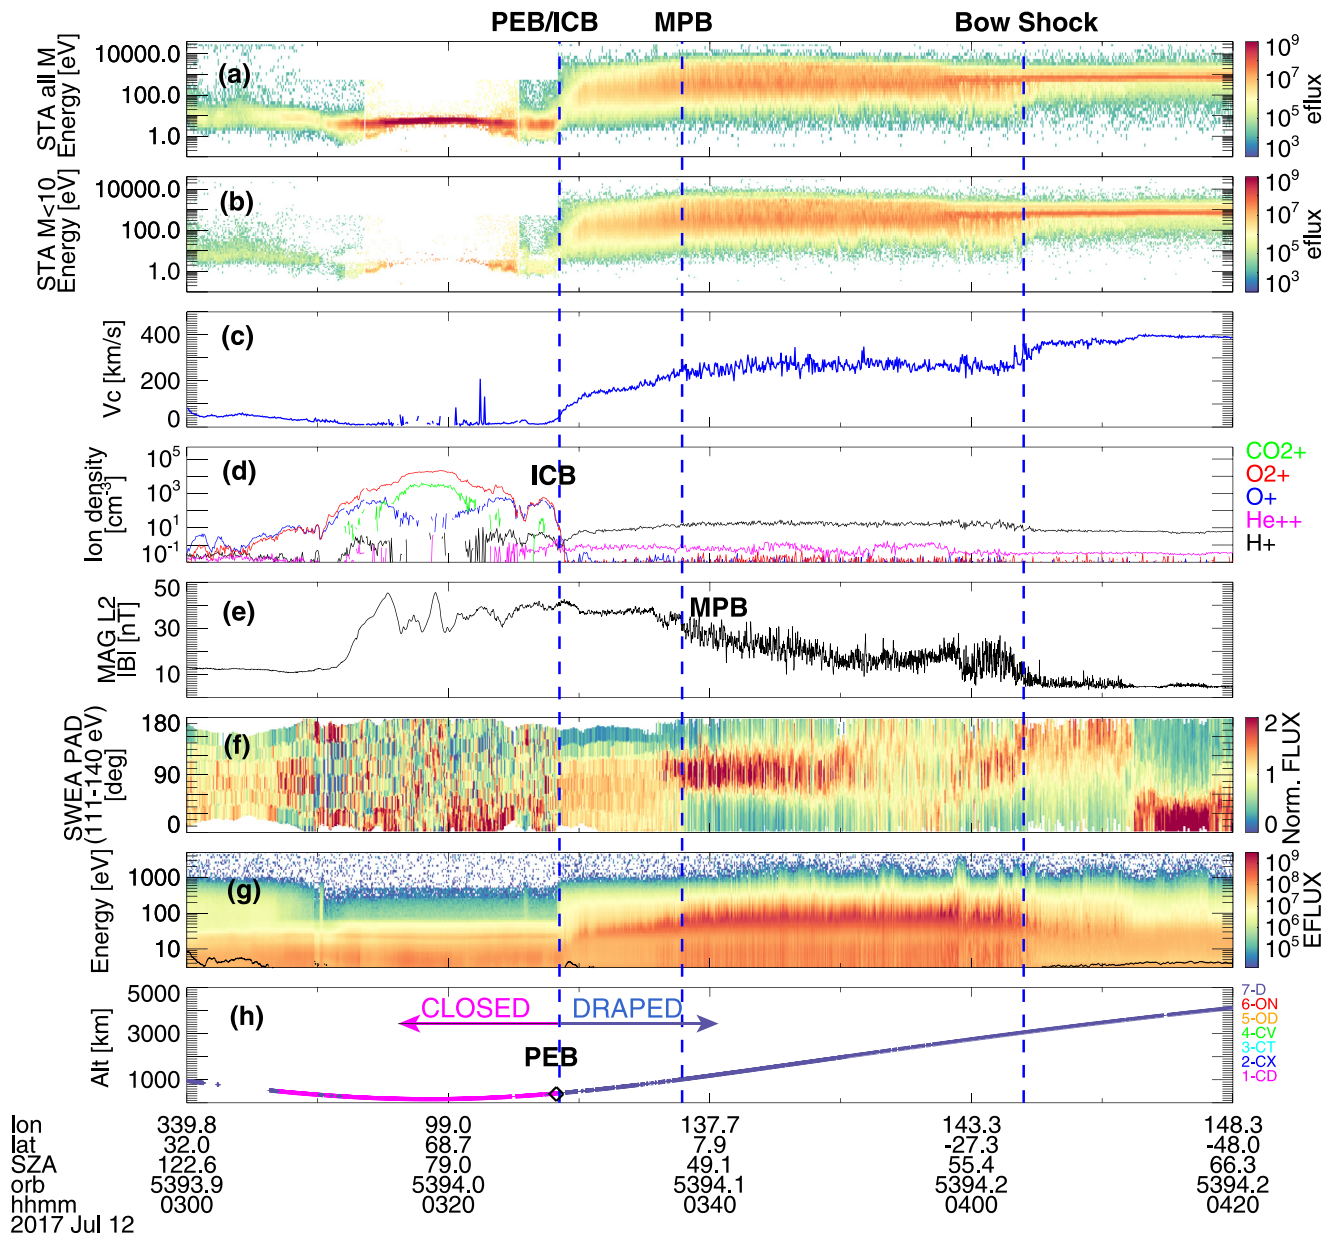 PEB/ICB MPB Bow Shock
(a)
STA all M
Energy [eV]
10000.0
100.0
1.0
10^9
10^7
10^5
10^3
eflux
(b)
STA M<10
Energy [eV]
10000.0
100.0
1.0
10^9
10^7
10^5
10^3
eflux
(c)
Vc [km/s]
400
200
0
(d)
ICB
Ion density
[cm^-3]
10^5
10^3
10^1
10^-1
CO2+
O2+
O+
He++
H+
(e)
MPB
MAG L2
|B| [nT]
50
30
10
(f)
SWEA PAD
(111-140 eV)
[deg]
180
90
0
2
1
0
Norm. FLUX
(g)
Energy [eV]
1000
100
10
10^9
10^8
10^7
10^6
10^5
EFLUX
(h)
CLOSED DRAPED
PEB
Alt [km]
5000
3000
1000
7-D
6-ON
5-OD
4-CV
3-CT
2-CX
1-CD
lon 339.8 99.0 137.7 143.3 148.3
lat 32.0 68.7 7.9 -27.3 -48.0
SZA 122.6 79.0 49.1 55.4 66.3
orb 5393.9 5394.0 5394.1 5394.2 5394.2
hhmm 0300 0320 0340 0400 0420
2017 Jul 12